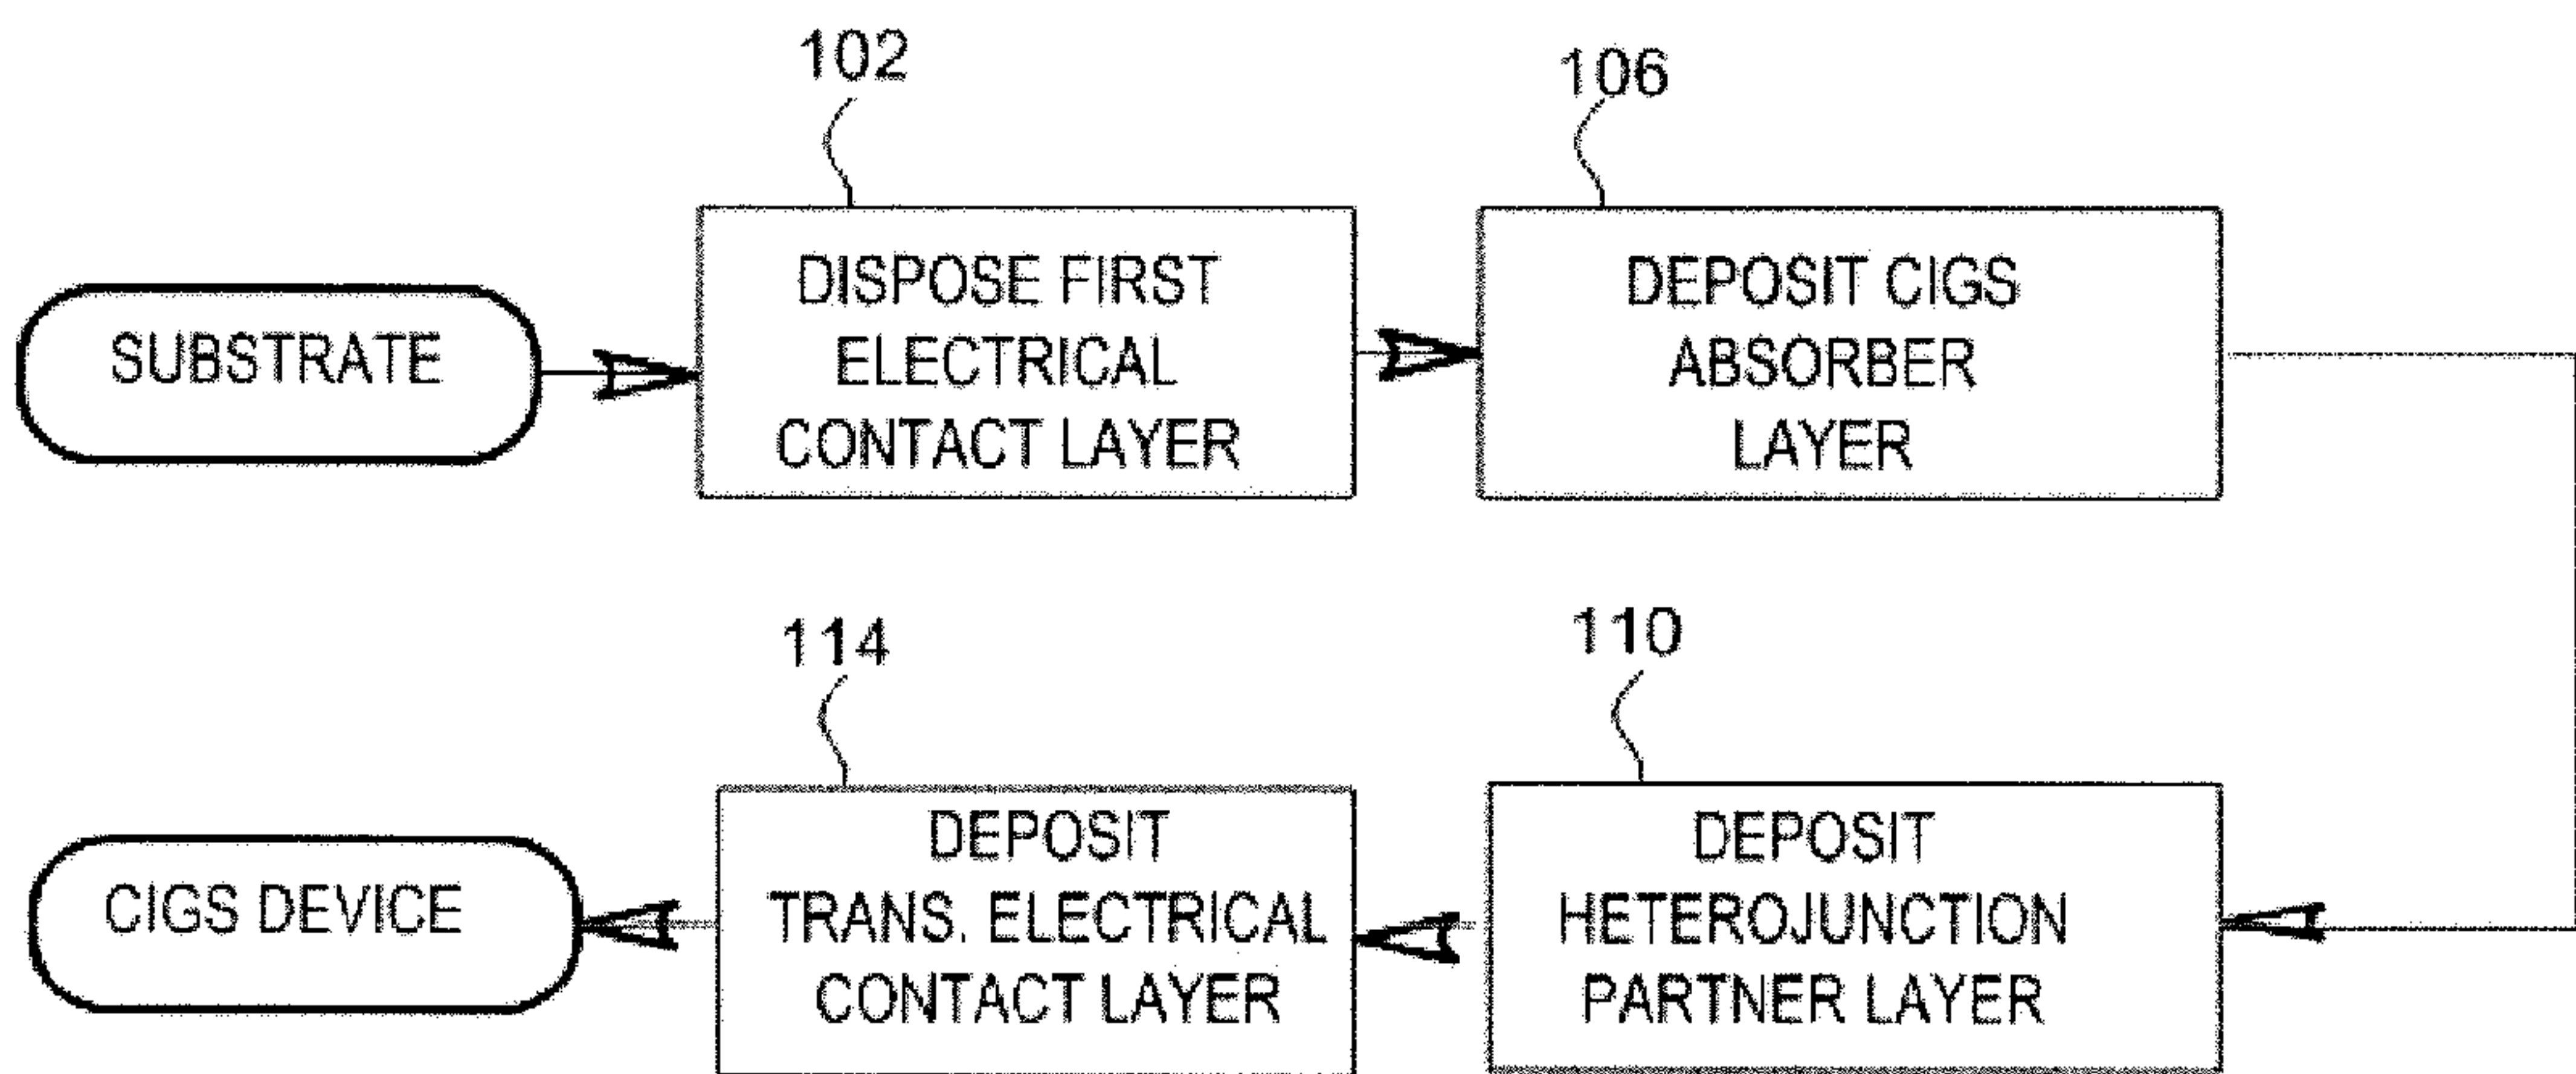 102
106
SUBSTRATE
DISPOSE FIRST
ELECTRICAL
CONTACT LAYER
DEPOSIT CIGS
ABSORBER
LAYER
110
DEPOSIT
HETEROJUNCTION
PARTNER LAYER
114
DEPOSIT
TRANS. ELECTRICAL
CONTACT LAYER
CIGS DEVICE